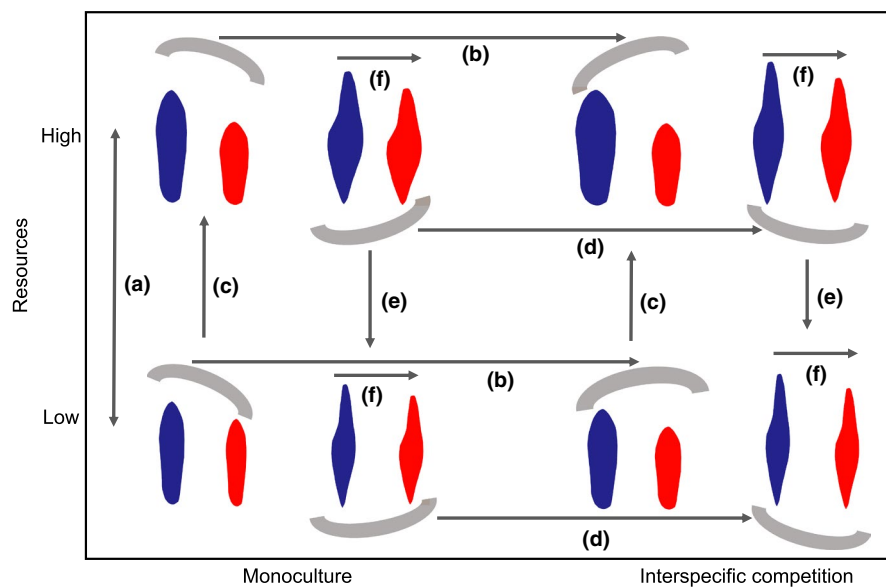 (b)
(f)
(f)
High
Resources
(a)
(c)
(d)
(c)
(e)
(e)
(b)
(f)
(f)
Low
(d)
Monoculture
Interspecific competition